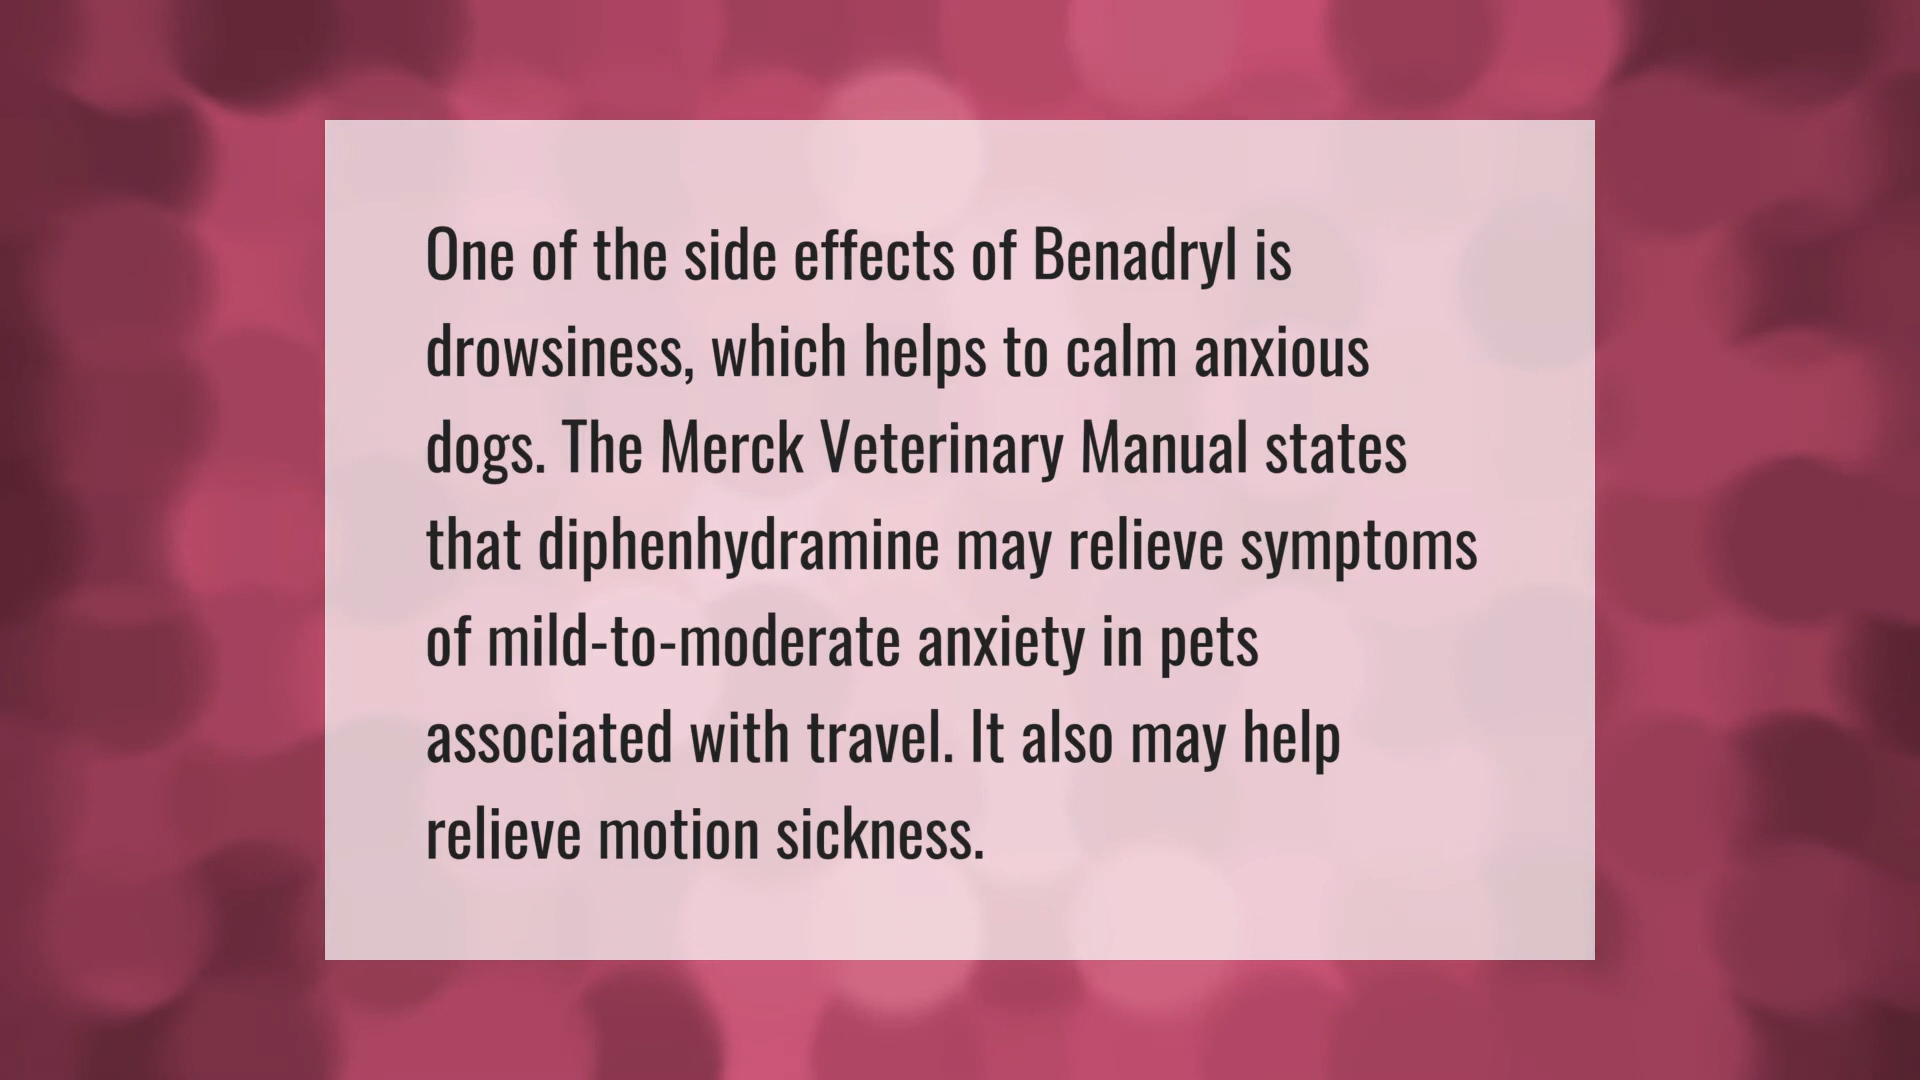 One of the side effects of Benadryl is
drowsiness, which helps to calm anxious
dogs. The Merck Veterinary Manual states
that diphenhydramine may relieve symptoms
of mild-to-moderate anxiety in pets
associated with travel. It also may help
relieve motion sickness.